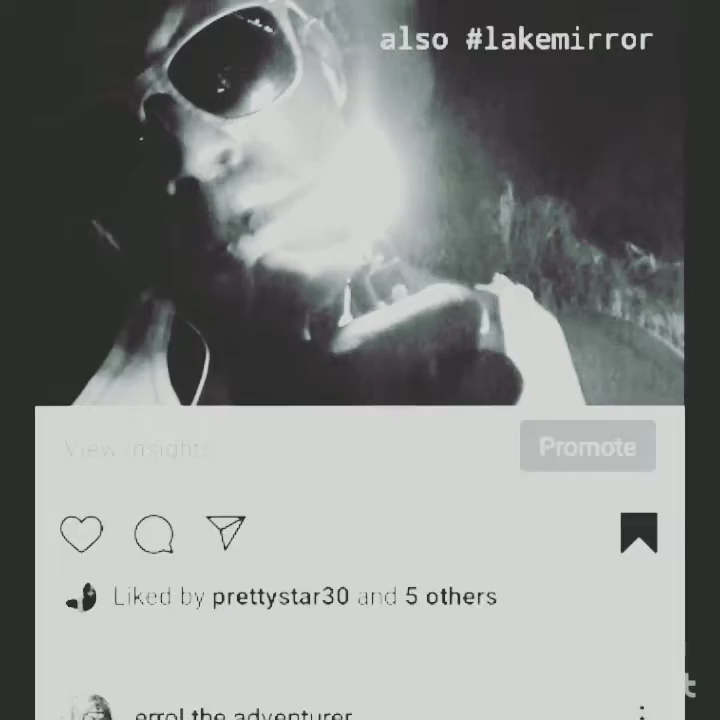 also #lakemirror
View Insights
Promote
Liked by prettystar30 and 5 others
errol the adventurer